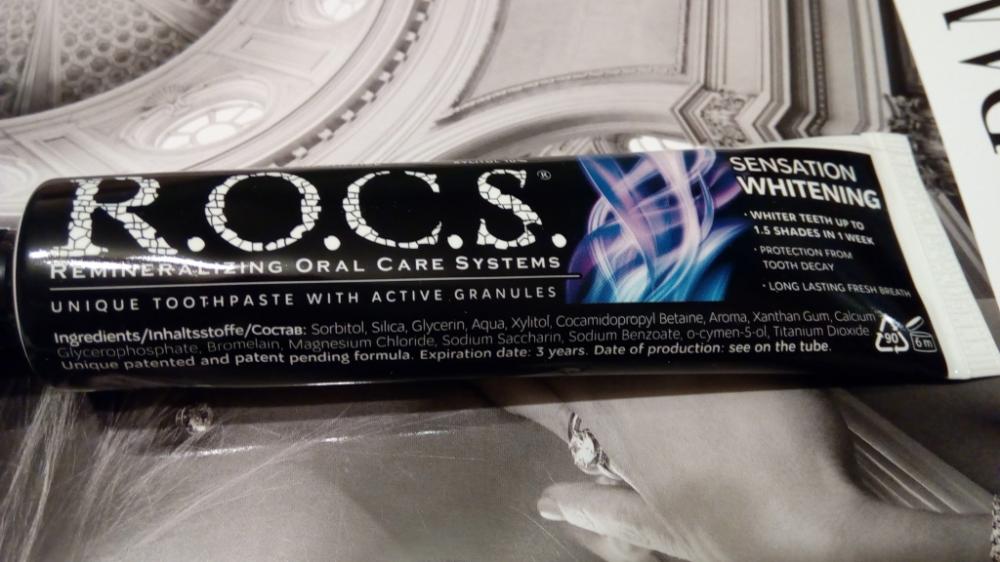 R.O.C.S.®
REMINERALIZING ORAL CARE SYSTEMS
UNIQUE TOOTHPASTE WITH ACTIVE GRANULES
SENSATION
WHITENING
· WHITER TEETH UP TO
1.5 SHADES IN 1 WEEK
· PROTECTION FROM
TOOTH DECAY
· LONG LASTING FRESH BREATH
Ingredients/Inhaltsstoffe/Состав: Sorbitol, Silica, Glycerin, Aqua, Xylitol, Cocamidopropyl Betaine, Aroma, Xanthan Gum, Calcium
Glycerophosphate, Bromelain, Magnesium Chloride, Sodium Saccharin, Sodium Benzoate, o-cymen-5-ol, Titanium Dioxide
Unique patented and patent pending formula. Expiration date: 3 years. Date of production: see on the tube.
90
6 m